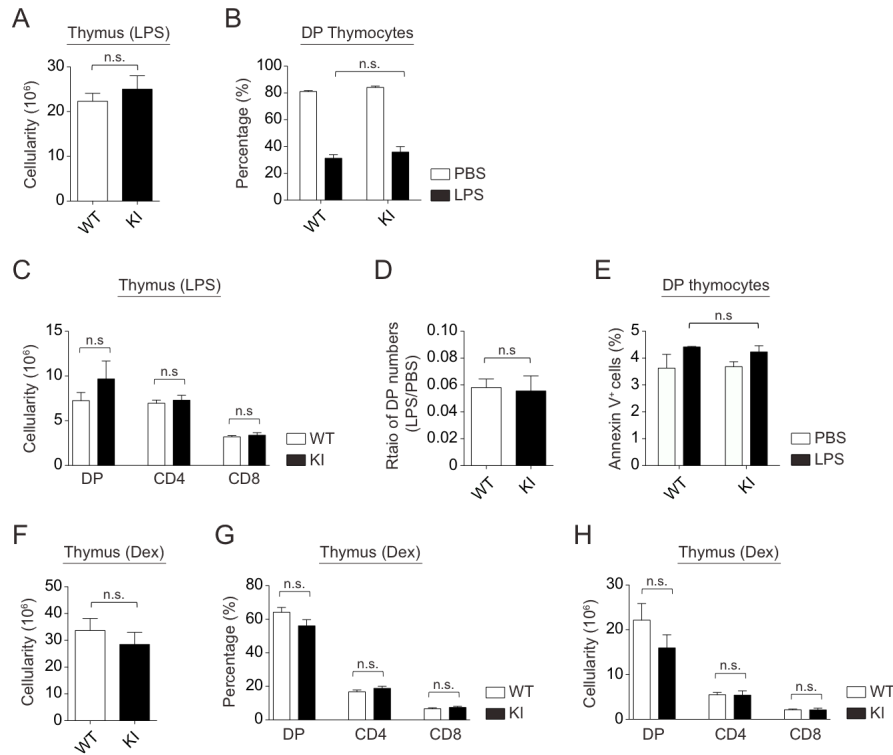 A
Thymus (LPS)
n.s.
Cellularity (10⁶)
30
20
10
0
WT
KI
B
DP Thymocytes
n.s.
Percentage (%)
100
80
60
40
20
0
WT
KI
PBS
LPS
C
Thymus (LPS)
Cellularity (10⁶)
15
10
5
0
n.s
n.s
n.s
DP
CD4
CD8
WT
KI
D
Rtaio of DP numbers
(LPS/PBS)
0.10
0.08
0.06
0.04
0.02
0.00
n.s
WT
KI
E
DP thymocytes
n.s
Annexin V⁺ cells (%)
5
4
3
2
1
0
WT
KI
PBS
LPS
F
Thymus (Dex)
n.s.
Cellularity (10⁶)
50
40
30
20
10
0
WT
KI
G
Thymus (Dex)
Percentage (%)
80
60
40
20
0
n.s.
n.s.
n.s.
DP
CD4
CD8
WT
KI
H
Thymus (Dex)
Cellularity (10⁶)
30
20
10
0
n.s.
n.s.
n.s.
DP
CD4
CD8
WT
KI